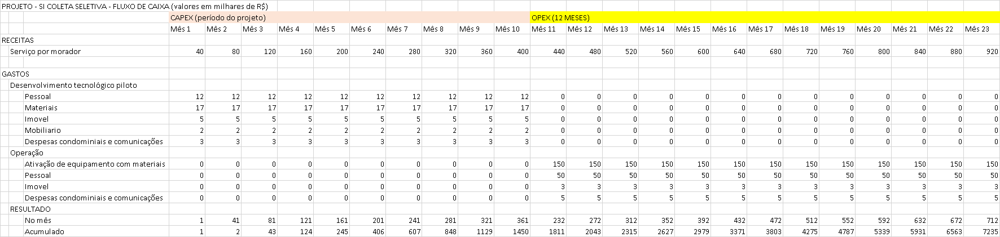 PROJETO - SI COLETA SELETIVA - FLUXO DE CAIXA (valores em milhares de R$)
CAPEX (período do projeto) OPEX (12 MESES)
Mês 1 Mês 2 Mês 3 Mês 4 Mês 5 Mês 6 Mês 7 Mês 8 Mês 9 Mês 10 Mês 11 Mês 12 Mês 13 Mês 14 Mês 15 Mês 16 Mês 17 Mês 18 Mês 19 Mês 20 Mês 21 Mês 22 Mês 23
RECEITAS
Serviço por morador 40 80 120 160 200 240 280 320 360 400 440 480 520 560 600 640 680 720 760 800 840 880 920
GASTOS
Desenvolvimento tecnológico piloto
Pessoal 12 12 12 12 12 12 12 12 12 12 0 0 0 0 0 0 0 0 0 0 0 0 0
Materiais 17 17 17 17 17 17 17 17 17 17 0 0 0 0 0 0 0 0 0 0 0 0 0
Imovel 5 5 5 5 5 5 5 5 5 5 0 0 0 0 0 0 0 0 0 0 0 0 0
Mobiliario 2 2 2 2 2 2 2 2 2 2 0 0 0 0 0 0 0 0 0 0 0 0 0
Despesas condominiais e comunicações 3 3 3 3 3 3 3 3 3 3 0 0 0 0 0 0 0 0 0 0 0 0 0
Operação
Ativação de equipamento com materiais 0 0 0 0 0 0 0 0 0 0 150 150 150 150 150 150 150 150 150 150 150 150 150
Pessoal 0 0 0 0 0 0 0 0 0 0 50 50 50 50 50 50 50 50 50 50 50 50 50
Imovel 0 0 0 0 0 0 0 0 0 0 3 3 3 3 3 3 3 3 3 3 3 3 3
Despesas condominiais e comunicações 0 0 0 0 0 0 0 0 0 0 5 5 5 5 5 5 5 5 5 5 5 5 5
RESULTADO
No mês 1 41 81 121 161 201 241 281 321 361 232 272 312 352 392 432 472 512 552 592 632 672 712
Acumulado 1 2 43 124 245 406 607 848 1129 1450 1811 2043 2315 2627 2979 3371 3803 4275 4787 5339 5931 6563 7235